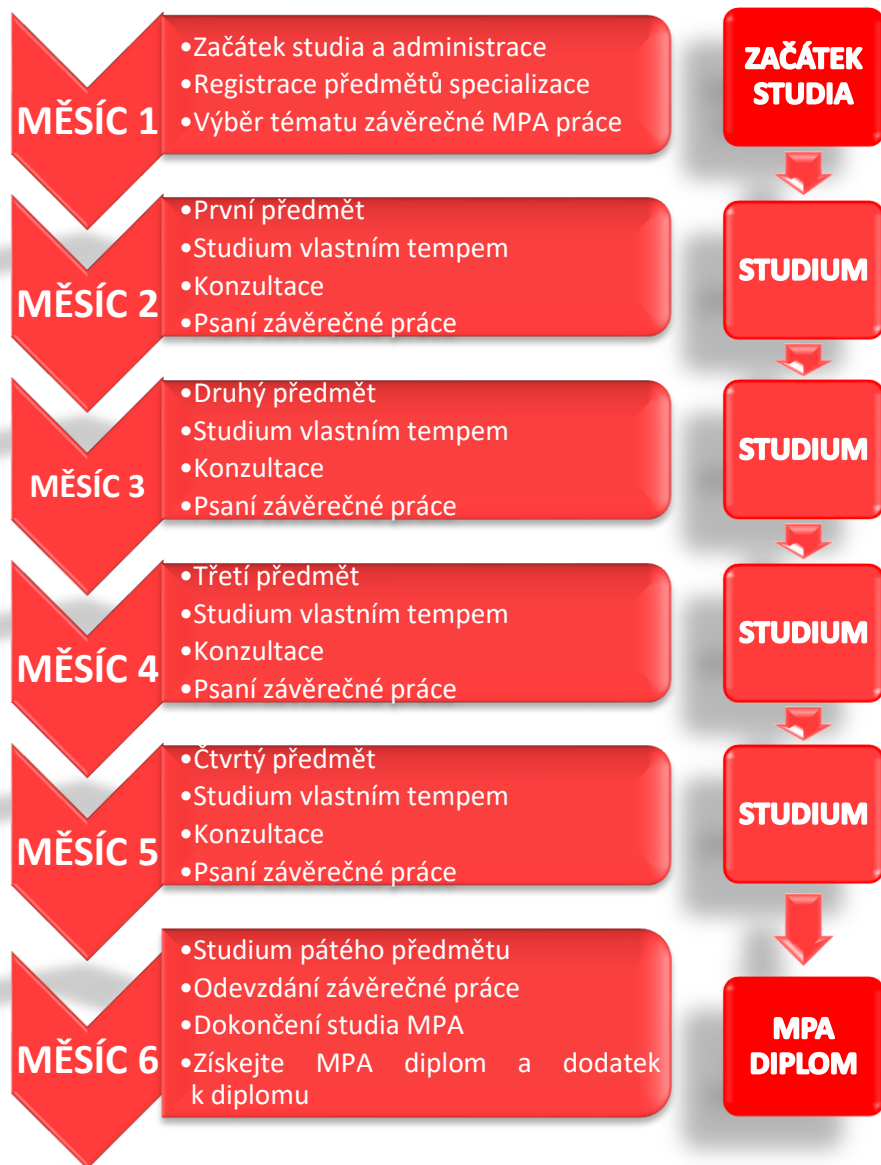 MĚSÍC 1
•Začátek studia a administrace
•Registrace předmětů specializace
•Výběr tématu závěrečné MPA práce
ZAČÁTEK
STUDIA
MĚSÍC 2
•První předmět
•Studium vlastním tempem
•Konzultace
•Psaní závěrečné práce
STUDIUM
MĚSÍC 3
•Druhý předmět
•Studium vlastním tempem
•Konzultace
•Psaní závěrečné práce
STUDIUM
MĚSÍC 4
•Třetí předmět
•Studium vlastním tempem
•Konzultace
•Psaní závěrečné práce
STUDIUM
MĚSÍC 5
•Čtvrtý předmět
•Studium vlastním tempem
•Konzultace
•Psaní závěrečné práce
STUDIUM
MĚSÍC 6
•Studium pátého předmětu
•Odevzdání závěrečné práce
•Dokončení studia MPA
•Získejte MPA diplom a dodatek
k diplomu
MPA
DIPLOM